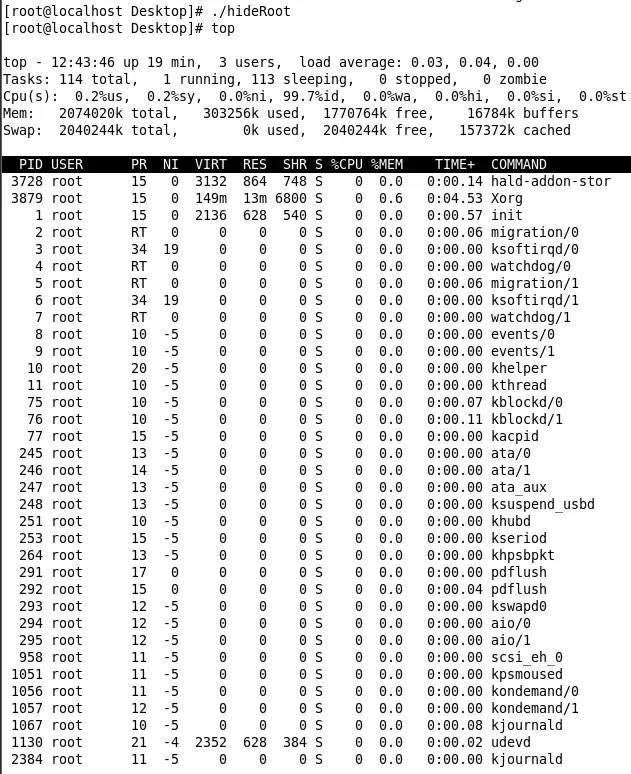 [root@localhost Desktop]# ./hideRoot
[root@localhost Desktop]# top
top - 12:43:46 up 19 min,  3 users,  load average: 0.03, 0.04, 0.00
Tasks: 114 total,   1 running, 113 sleeping,   0 stopped,   0 zombie
Cpu(s):  0.2%us,  0.2%sy,  0.0%ni, 99.7%id,  0.0%wa,  0.0%hi,  0.0%si,  0.0%st
Mem:   2074020k total,   303256k used,  1770764k free,    16784k buffers
Swap:  2040244k total,        0k used,  2040244k free,   157372k cached
PID USER      PR  NI  VIRT  RES  SHR S %CPU %MEM    TIME+  COMMAND
3728 root      15   0  3132  864  748 S    0  0.0   0:00.14 hald-addon-stor
3879 root      15   0  149m  13m 6800 S    0  0.6   0:04.53 Xorg
1 root      15   0  2136  628  540 S    0  0.0   0:00.57 init
2 root      RT   0     0    0    0 S    0  0.0   0:00.06 migration/0
3 root      34  19     0    0    0 S    0  0.0   0:00.00 ksoftirqd/0
4 root      RT   0     0    0    0 S    0  0.0   0:00.00 watchdog/0
5 root      RT   0     0    0    0 S    0  0.0   0:00.06 migration/1
6 root      34  19     0    0    0 S    0  0.0   0:00.00 ksoftirqd/1
7 root      RT   0     0    0    0 S    0  0.0   0:00.00 watchdog/1
8 root      10  -5     0    0    0 S    0  0.0   0:00.00 events/0
9 root      10  -5     0    0    0 S    0  0.0   0:00.00 events/1
10 root      20  -5     0    0    0 S    0  0.0   0:00.00 khelper
11 root      10  -5     0    0    0 S    0  0.0   0:00.00 kthread
75 root      10  -5     0    0    0 S    0  0.0   0:00.07 kblockd/0
76 root      10  -5     0    0    0 S    0  0.0   0:00.11 kblockd/1
77 root      15  -5     0    0    0 S    0  0.0   0:00.00 kacpid
245 root      13  -5     0    0    0 S    0  0.0   0:00.00 ata/0
246 root      14  -5     0    0    0 S    0  0.0   0:00.00 ata/1
247 root      13  -5     0    0    0 S    0  0.0   0:00.00 ata_aux
248 root      13  -5     0    0    0 S    0  0.0   0:00.00 ksuspend_usbd
251 root      10  -5     0    0    0 S    0  0.0   0:00.00 khubd
253 root      15  -5     0    0    0 S    0  0.0   0:00.00 kseriod
264 root      13  -5     0    0    0 S    0  0.0   0:00.00 khpsbpkt
291 root      17   0     0    0    0 S    0  0.0   0:00.00 pdflush
292 root      15   0     0    0    0 S    0  0.0   0:00.04 pdflush
293 root      12  -5     0    0    0 S    0  0.0   0:00.00 kswapd0
294 root      12  -5     0    0    0 S    0  0.0   0:00.00 aio/0
295 root      12  -5     0    0    0 S    0  0.0   0:00.00 aio/1
958 root      11  -5     0    0    0 S    0  0.0   0:00.00 scsi_eh_0
1051 root      11  -5     0    0    0 S    0  0.0   0:00.00 kpsmoused
1056 root      11  -5     0    0    0 S    0  0.0   0:00.00 kondemand/0
1057 root      12  -5     0    0    0 S    0  0.0   0:00.00 kondemand/1
1067 root      10  -5     0    0    0 S    0  0.0   0:00.08 kjournald
1130 root      21  -4  2352  628  384 S    0  0.0   0:00.02 udevd
2384 root      11  -5     0    0    0 S    0  0.0   0:00.00 kjournald